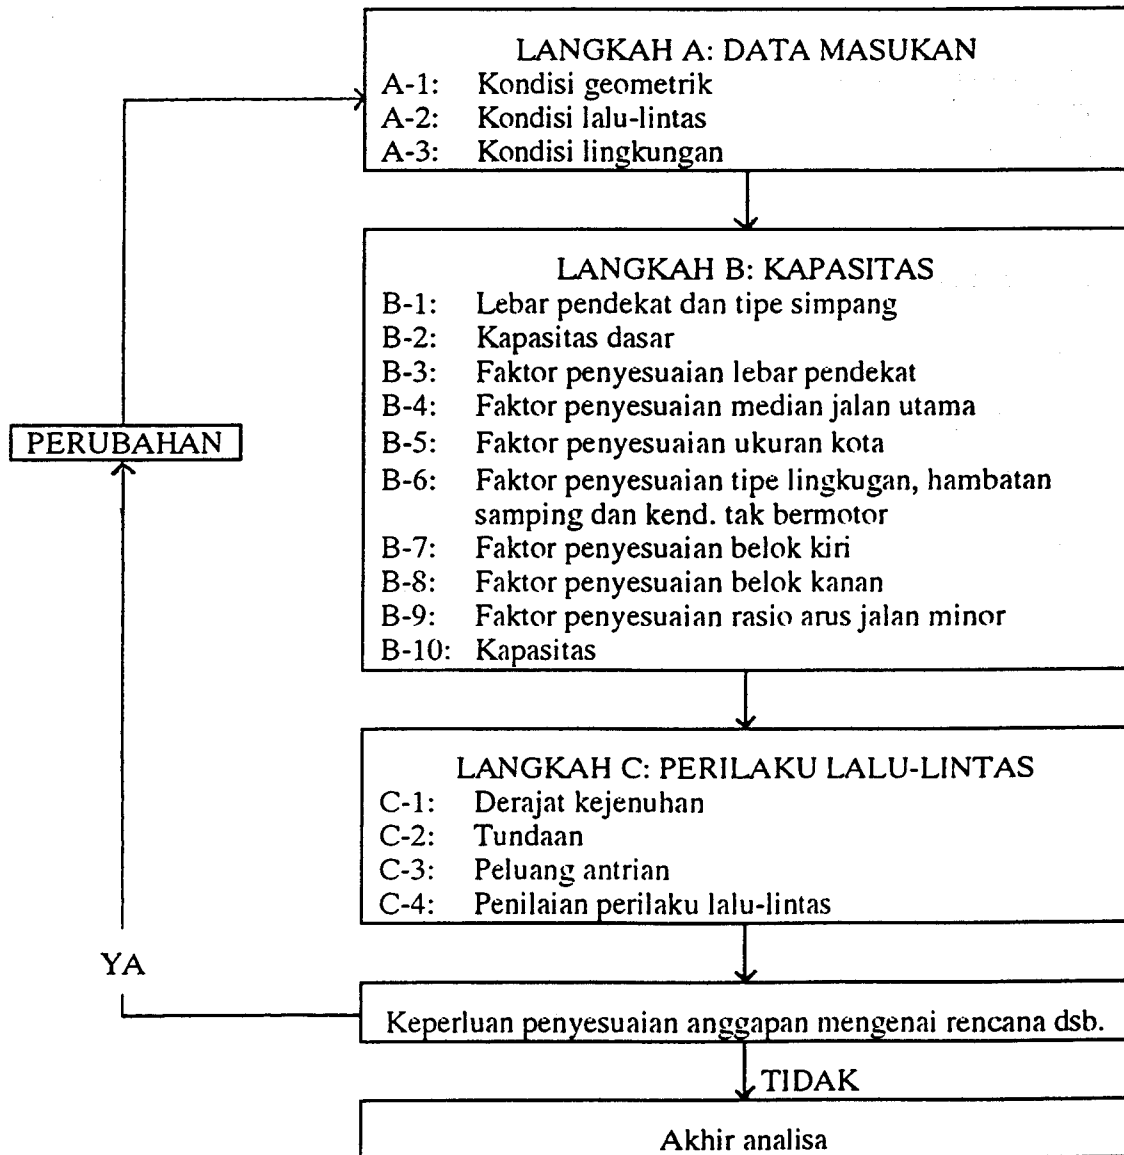 LANGKAH A: DATA MASUKAN
A-1: Kondisi geometrik
A-2: Kondisi lalu-lintas
A-3: Kondisi lingkungan
LANGKAH B: KAPASITAS
B-1: Lebar pendekat dan tipe simpang
B-2: Kapasitas dasar
B-3: Faktor penyesuaian lebar pendekat
B-4: Faktor penyesuaian median jalan utama
PERUBAHAN
B-5: Faktor penyesuaian ukuran kota
B-6: Faktor penyesuaian tipe lingkugan, hambatan
samping dan kend. tak bermotor
B-7: Faktor penyesuaian belok kiri
B-8: Faktor penyesuaian belok kanan
B-9: Faktor penyesuaian rasio arus jalan minor
B-10: Kapasitas
LANGKAH C: PERILAKU LALU-LINTAS
C-1: Derajat kejenuhan
C-2: Tundaan
C-3: Peluang antrian
C-4: Penilaian perilaku lalu-lintas
YA
Keperluan penyesuaian anggapan mengenai rencana dsb.
TIDAK
Akhir analisa